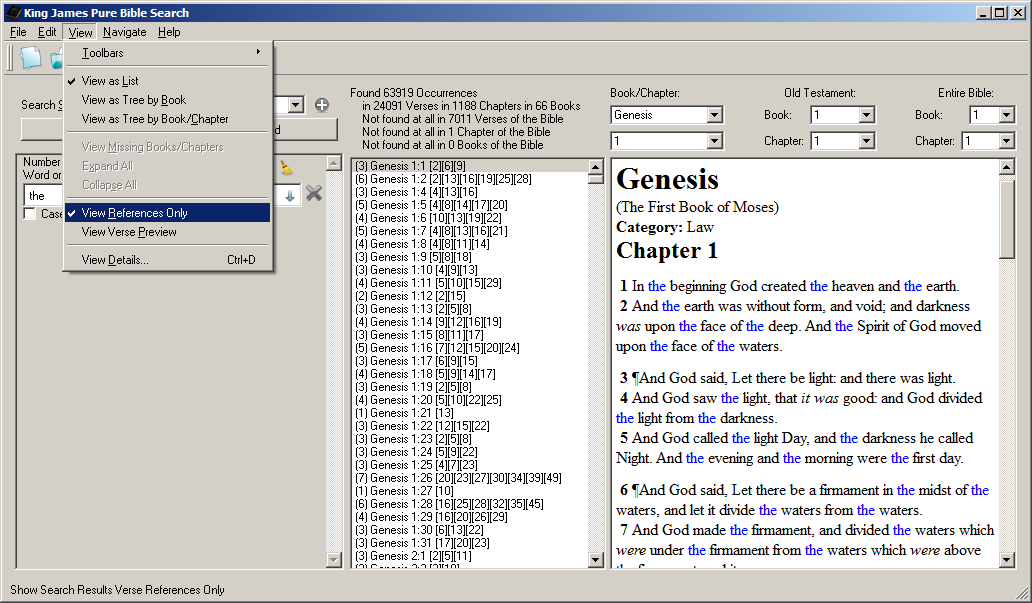 King James Pure Bible Search
File Edit View Navigate Help
Toolbars
View as List
View as Tree by Book
View as Tree by Book/Chapter
View Missing Books/Chapters
Expand All
Collapse All
View References Only
View Verse Preview
View Details... Ctrl+D
Search
d
Number
Word or
the
Case
Found 63919 Occurrences
in 24091 Verses in 1188 Chapters in 66 Books
Not found at all in 7011 Verses of the Bible
Not found at all in 1 Chapter of the Bible
Not found at all in 0 Books of the Bible
(3) Genesis 1:1 [2][6][9]
(6) Genesis 1:2 [2][13][16][19][25][28]
(3) Genesis 1:4 [4][13][16]
(5) Genesis 1:5 [4][8][14][17][20]
(4) Genesis 1:6 [10][13][19][22]
(5) Genesis 1:7 [4][8][13][16][21]
(4) Genesis 1:8 [4][8][11][14]
(3) Genesis 1:9 [5][8][18]
(3) Genesis 1:10 [4][9][13]
(4) Genesis 1:11 [5][10][15][29]
(2) Genesis 1:12 [2][15]
(3) Genesis 1:13 [2][5][8]
(4) Genesis 1:14 [9][12][16][19]
(3) Genesis 1:15 [8][11][17]
(5) Genesis 1:16 [7][12][15][20][24]
(3) Genesis 1:17 [6][9][15]
(4) Genesis 1:18 [5][9][14][17]
(3) Genesis 1:19 [2][5][8]
(4) Genesis 1:20 [5][10][22][25]
(1) Genesis 1:21 [13]
(3) Genesis 1:22 [12][15][22]
(3) Genesis 1:23 [2][5][8]
(3) Genesis 1:24 [5][9][22]
(3) Genesis 1:25 [4][7][23]
(7) Genesis 1:26 [20][23][27][30][34][39][49]
(1) Genesis 1:27 [10]
(6) Genesis 1:28 [16][25][28][32][35][45]
(4) Genesis 1:29 [16][20][26][29]
(3) Genesis 1:30 [6][13][22]
(3) Genesis 1:31 [17][20][23]
(3) Genesis 2:1 [2][5][11]
Book/Chapter:
Genesis
1
Old Testament:
Book: 1
Chapter: 1
Entire Bible:
Book: 1
Chapter: 1
Genesis
(The First Book of Moses)
Category: Law
Chapter 1
1 In the beginning God created the heaven and the earth.
2 And the earth was without form, and void; and darkness
was upon the face of the deep. And the Spirit of God moved
upon the face of the waters.
3 ¶And God said, Let there be light: and there was light.
4 And God saw the light, that it was good: and God divided
the light from the darkness.
5 And God called the light Day, and the darkness he called
Night. And the evening and the morning were the first day.
6 ¶And God said, Let there be a firmament in the midst of the
waters, and let it divide the waters from the waters.
7 And God made the firmament, and divided the waters which
were under the firmament from the waters which were above
Show Search Results Verse References Only